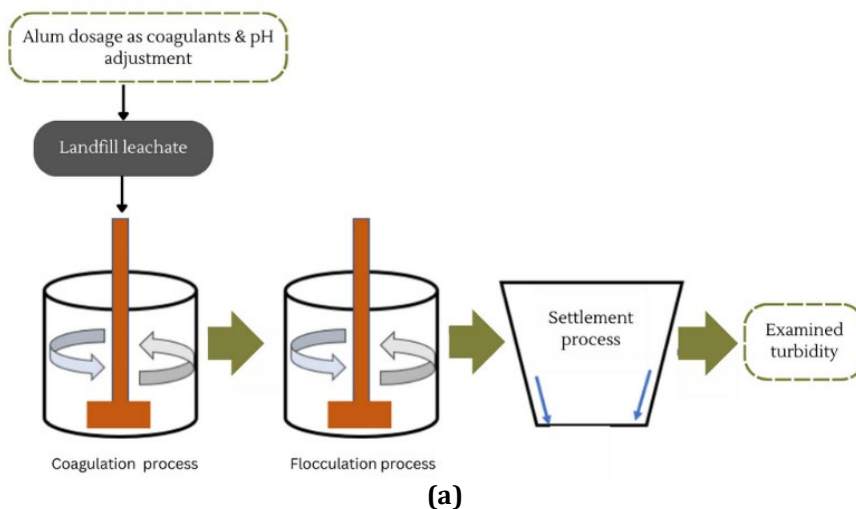 Alum dosage as coagulants & pH
adjustment
Landfill leachate
Settlement
process
Examined
turbidity
Coagulation process
Flocculation process
(a)